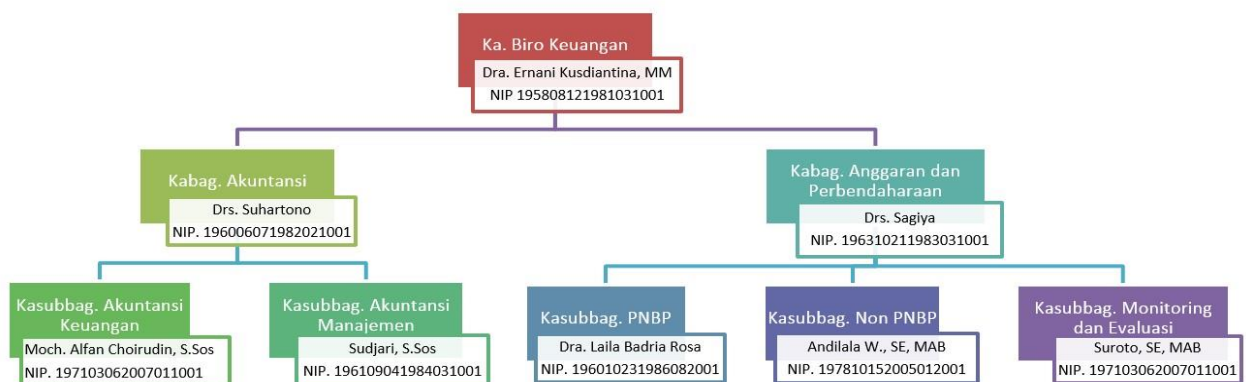 Ka. Biro Keuangan
Dra. Ernani Kusdiantina, MM
NIP 195808121981031001
Kabag. Akuntansi
Drs. Suhartono
NIP. 196006071982021001
Kabag. Anggaran dan
Perbendaharaan
Drs. Sagiya
NIP. 196310211983031001
Kasubbag. Akuntansi
Keuangan
Moch. Alfan Choirudin, S.Sos
NIP. 197103062007011001
Kasubbag. Akuntansi
Manajemen
Sudjari, S.Sos
NIP. 196109041984031001
Kasubbag. PNBP
Dra. Laila Badria Rosa
NIP. 196010231986082001
Kasubbag. Non PNBP
Andilala W., SE, MAB
NIP. 197810152005012001
Kasubbag. Monitoring
dan Evaluasi
Suroto, SE, MAB
NIP. 197103062007011001